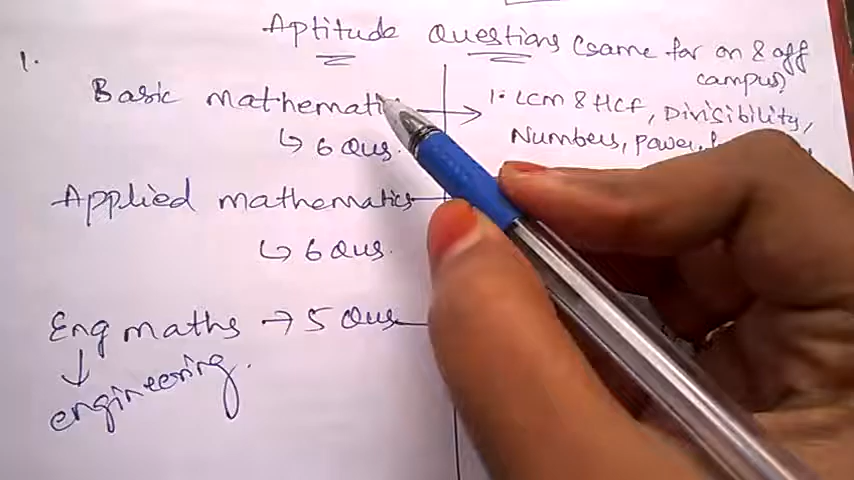 Aptitude Questions (same for on & off
campus)
1.
Basic mathemati
1. LCM & HCF, Divisibility,
↳ 6 Qus.
Numbers, power,
Applied mathematics
↳ 6 Qus.
Eng maths → 5 Qus
engineering.